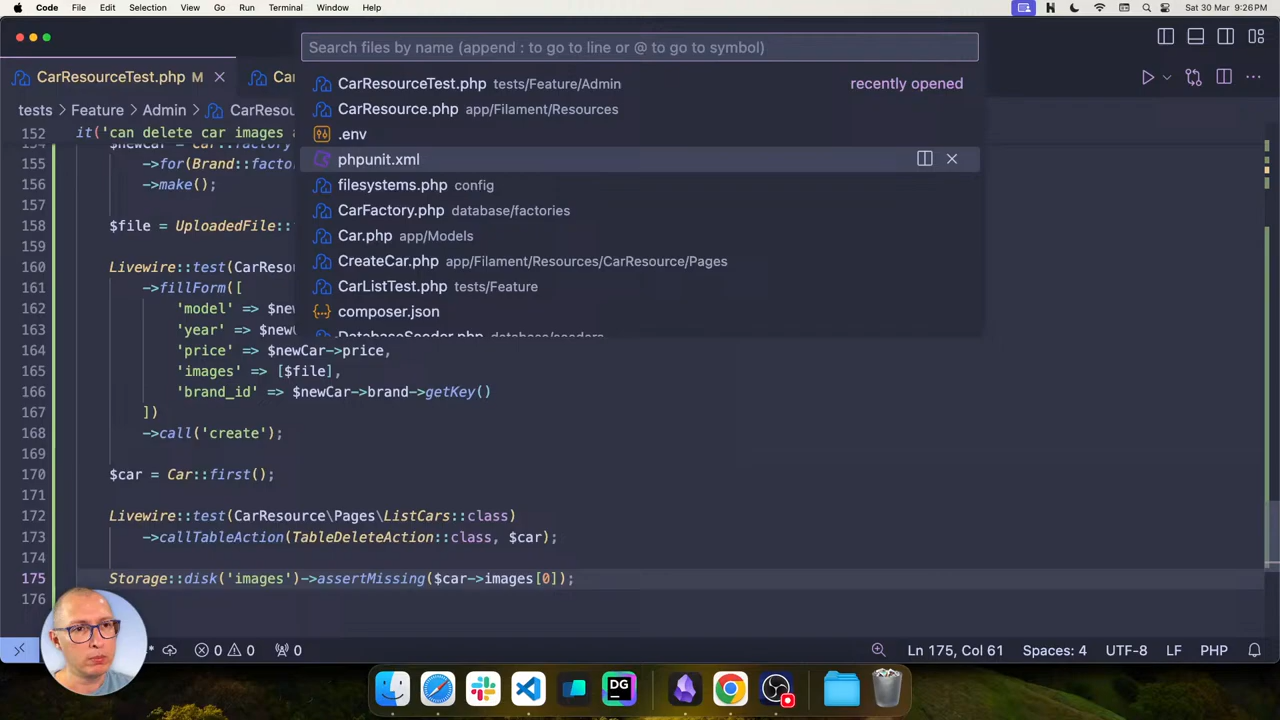 Code File Edit Selection View Go Run Terminal Window Help Sat 30 Mar 9:26 PM
Search files by name (append : to go to line or @ to go to symbol)
CarResourceTest.php M
CarResourceTest.php tests/Feature/Admin recently opened
tests > Feature > Admin >
CarResource.php app/Filament/Resources
152 it('can delete car images
.env
155 ->for(Brand::facto
phpunit.xml
156 ->make();
filesystems.php config
157
CarFactory.php database/factories
158 $file = UploadedFile::
Car.php app/Models
159
CreateCar.php app/Filament/Resources/CarResource/Pages
160 Livewire::test(CarReso
161 ->fillForm([
CarListTest.php tests/Feature
162 'model' => $new
composer.json
163 'year' => $new
DatabaseSeeder.php database/seeders
164 'price' => $newCar->price,
165 'images' => [$file],
166 'brand_id' => $newCar->brand->getKey()
167 ])
168 ->call('create');
169
170 $car = Car::first();
171
172 Livewire::test(CarResource\Pages\ListCars::class)
173 ->callTableAction(TableDeleteAction::class, $car);
174
175 Storage::disk('images')->assertMissing($car->images[0]);
176
0 0 0 Ln 175, Col 61 Spaces: 4 UTF-8 LF PHP
DG